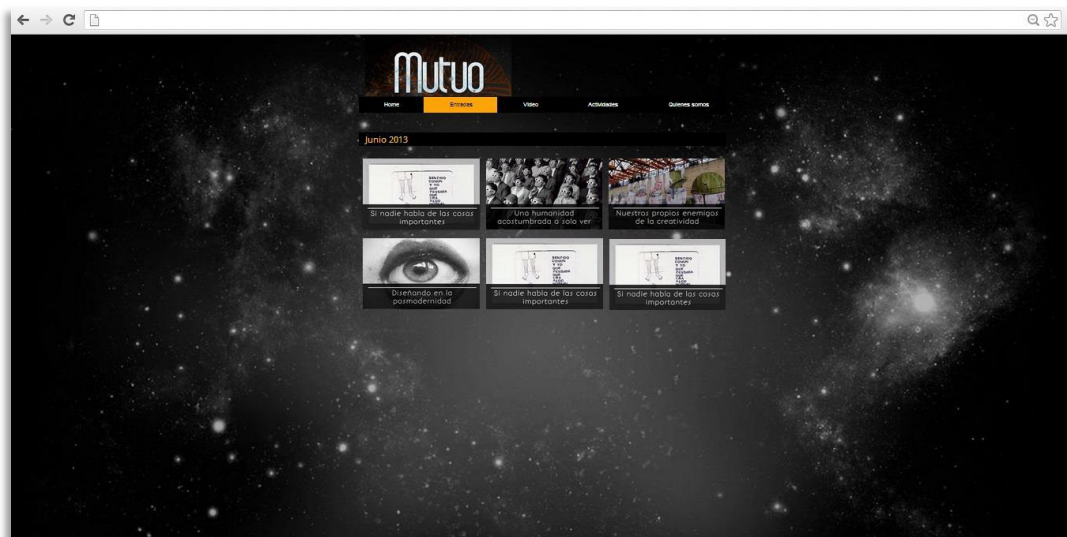 Mutuo
Home Entradas Video Actividades Quienes somos
Junio 2013
Si nadie habla de las cosas
importantes
Una humanidad
acostumbrada a solo ver
Nuestros propios enemigos
de la creatividad
Diseñando en la
posmodernidad
Si nadie habla de las cosas
importantes
Si nadie habla de las cosas
importantes